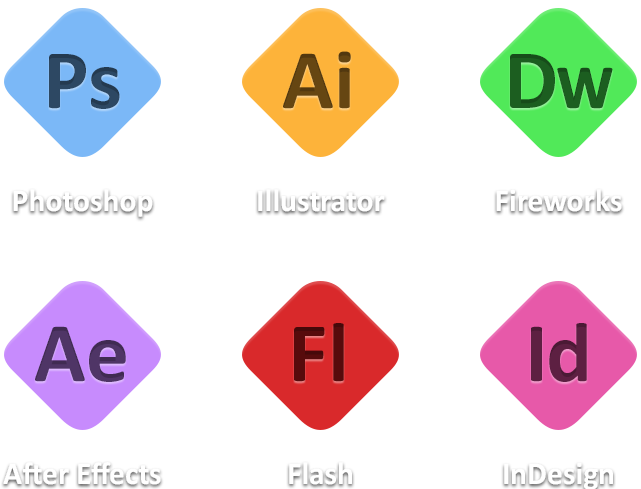 Ps Ai Dw
Photoshop Illustrator Fireworks
Ae Fl Id
After Effects Flash InDesign